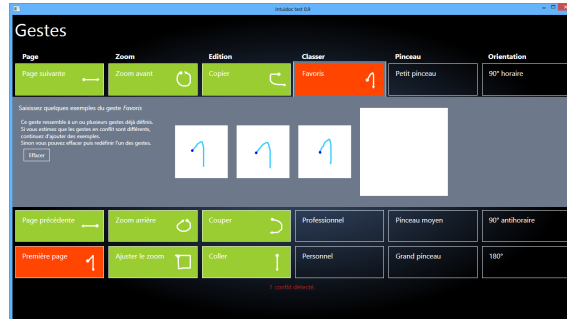 Intuidoc test 0.9
Gestes
Page Zoom Edition Classer Pinceau Orientation
Page suivante Zoom avant Copier Favoris Petit pinceau 90° horaire
Saisissez quelques exemples du geste Favoris
Ce geste ressemble à un ou plusieurs gestes déjà définis.
Si vous estimes que les gestes en conflit sont différents,
continuez d'ajouter des exemples.
Sinon vous pouvez effacer puis redéfinir l'un des gestes.
Effacer
Page précédente Zoom arrière Couper Professionnel Pinceau moyen 90° antihoraire
Première page Ajuster le zoom Coller Personnel Grand pinceau 180°
1 conflit détecté.